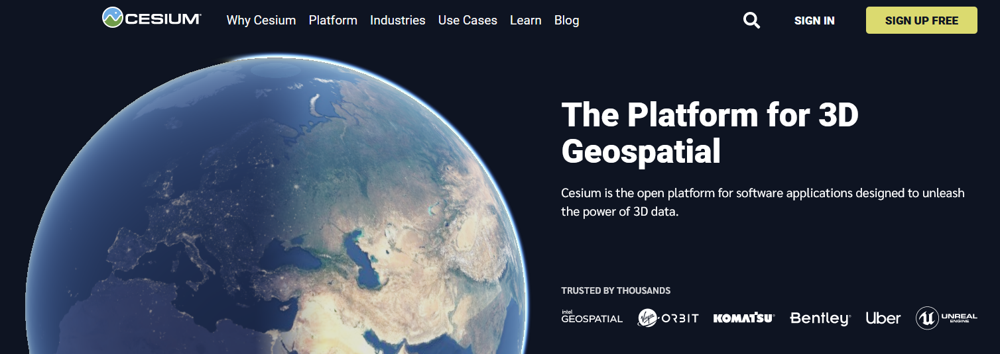 CESIUM®
Why Cesium Platform Industries Use Cases Learn Blog
SIGN IN
SIGN UP FREE
The Platform for 3D
Geospatial
Cesium is the open platform for software applications designed to unleash
the power of 3D data.
TRUSTED BY THOUSANDS
intel
GEOSPATIAL
Virgin ORBIT
KOMATSU®
Bentley®
Uber
UNREAL
ENGINE